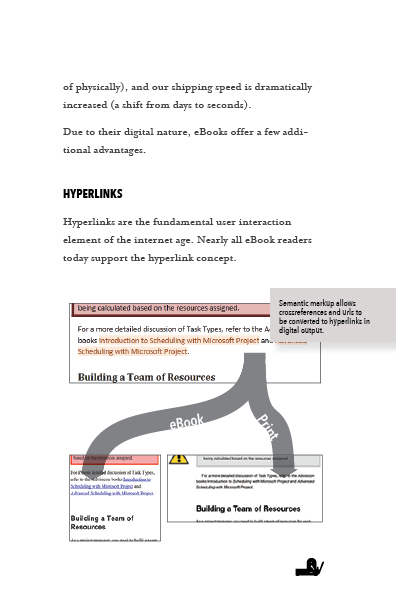 of physically), and our shipping speed is dramatically
increased (a shift from days to seconds).
Due to their digital nature, eBooks offer a few addi-
tional advantages.
HYPERLINKS
Hyperlinks are the fundamental user interaction
element of the internet age. Nearly all eBook readers
today support the hyperlink concept.
being calculated based on the resources assigned.
For a more detailed discussion of Task Types, refer to the
books Introduction to Scheduling with Microsoft Project and Advanced
Scheduling with Microsoft Project.
Building a Team of Resources
Semantic markup allows
crossreferences and urls to
be converted to hyperlinks in
digital output.
eBook
Print
based on resources assigned.
For a more detailed discussion of Task Types,
refer to the Advisicon books Introduction to
Scheduling with Microsoft Project and
Advanced Scheduling with Microsoft Project.
Building a Team of
Resources
being calculated based on the resources assigned.
For a more detailed discussion of Task Types, refer to the Advisicon
books Introduction to Scheduling with Microsoft Project and Advanced
Scheduling with Microsoft Project.
Building a Team of Resources